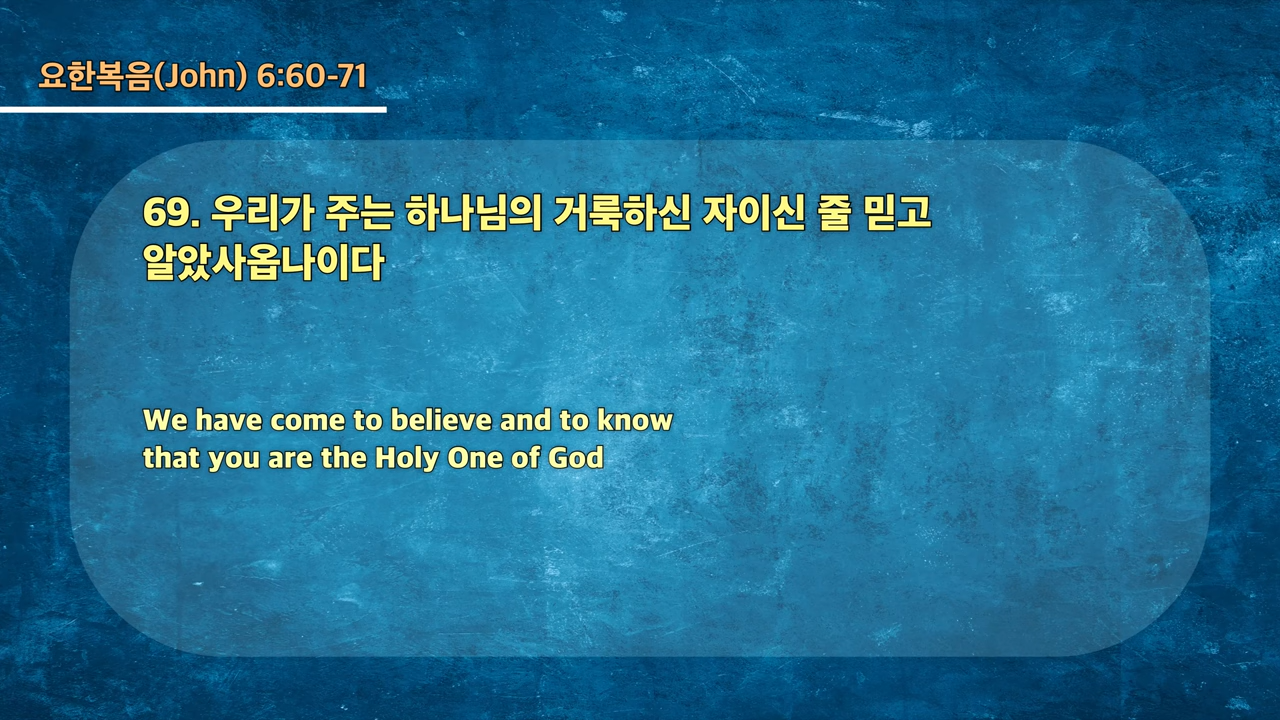 요한복음(John) 6:60-71
69. 우리가 주는 하나님의 거룩하신 자이신 줄 믿고
알았사옵나이다
We have come to believe and to know
that you are the Holy One of God